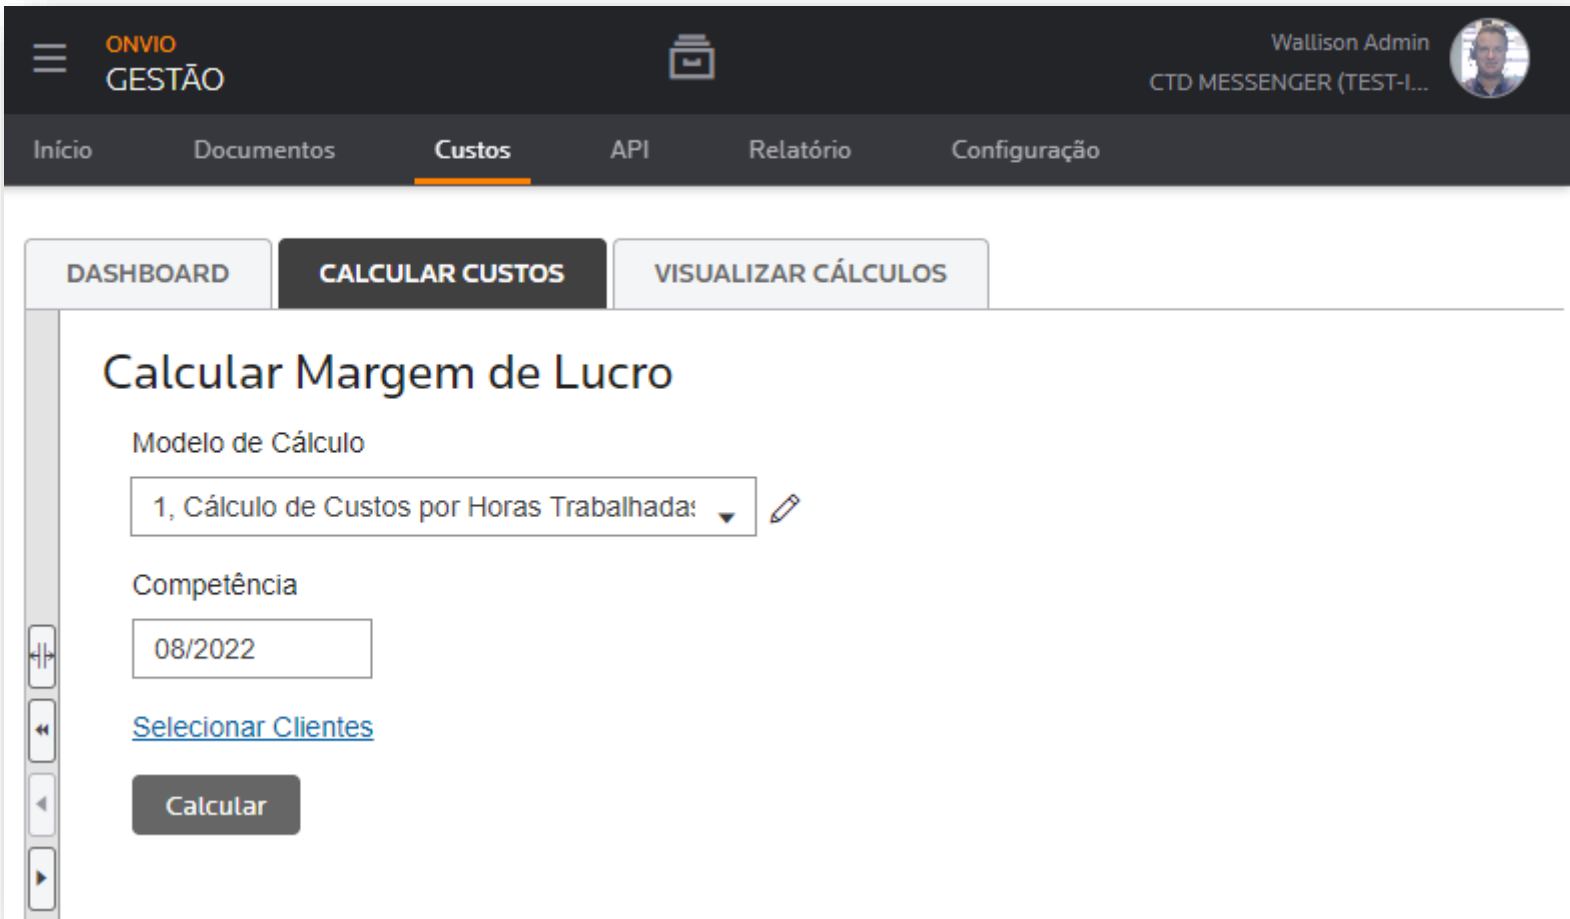 ONVIO
GESTÃO
Wallison Admin
CTD MESSENGER (TEST-I...
Início Documentos Custos API Relatório Configuração
DASHBOARD CALCULAR CUSTOS VISUALIZAR CÁLCULOS
Calcular Margem de Lucro
Modelo de Cálculo
1, Cálculo de Custos por Horas Trabalhadas
Competência
08/2022
Selecionar Clientes
Calcular